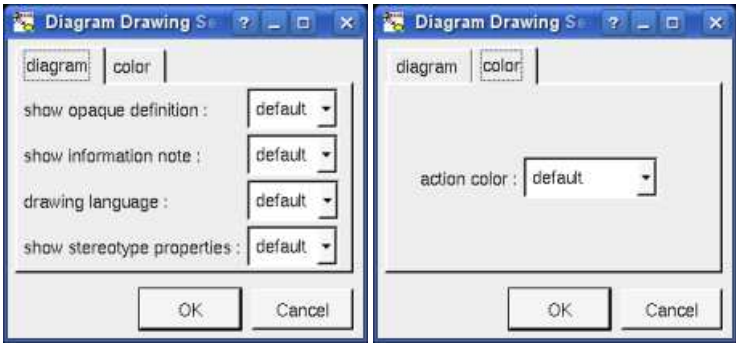 Diagram Drawing Se
diagram color
show opaque definition : default
show information note : default
drawing language : default
show stereotype properties : default
OK Cancel
Diagram Drawing S
diagram color
action color : default
OK Cancel